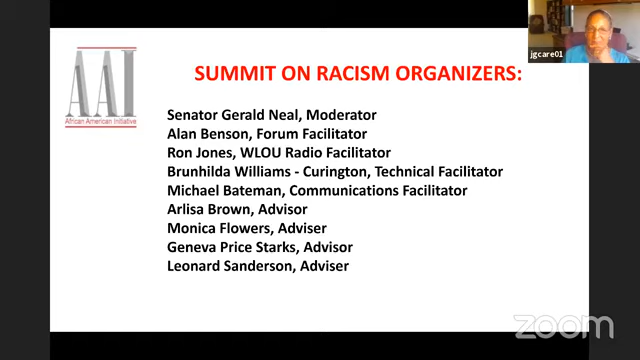 AAI
African American Initiative
SUMMIT ON RACISM ORGANIZERS:
Senator Gerald Neal, Moderator
Alan Benson, Forum Facilitator
Ron Jones, WLOU Radio Facilitator
Brunhilda Williams - Curington, Technical Facilitator
Michael Bateman, Communications Facilitator
Arlisa Brown, Advisor
Monica Flowers, Adviser
Geneva Price Starks, Advisor
Leonard Sanderson, Adviser
jgcare01
zoom